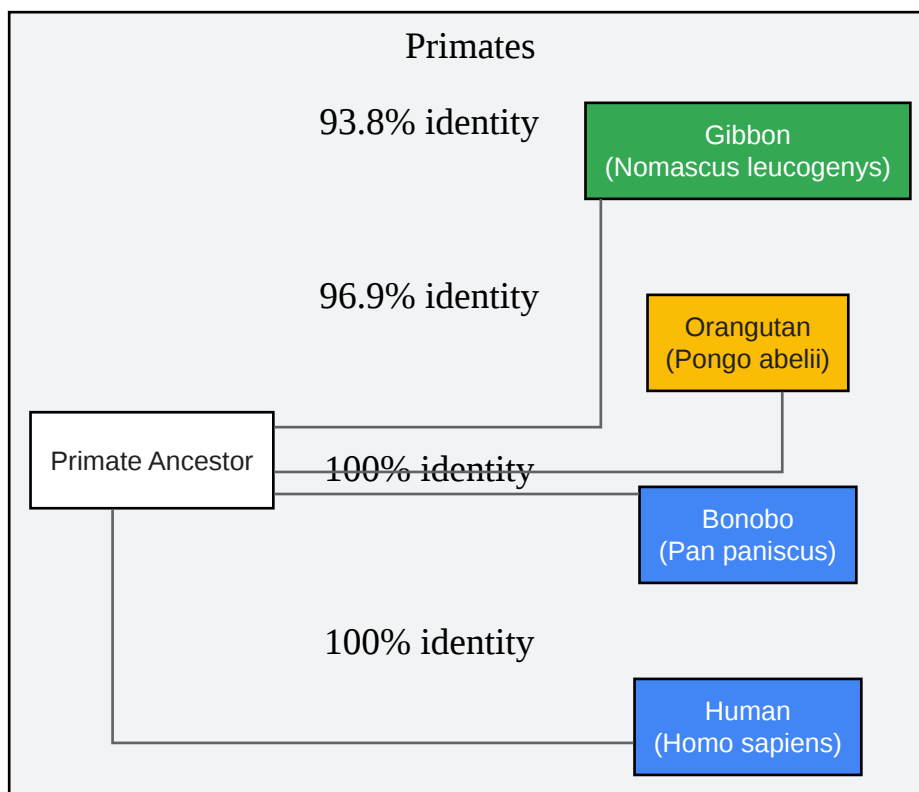 Primates
93.8% identity
Gibbon
(Nomascus leucogenys)
96.9% identity
Orangutan
(Pongo abelii)
Primate Ancestor
100% identity
Bonobo
(Pan paniscus)
100% identity
Human
(Homo sapiens)